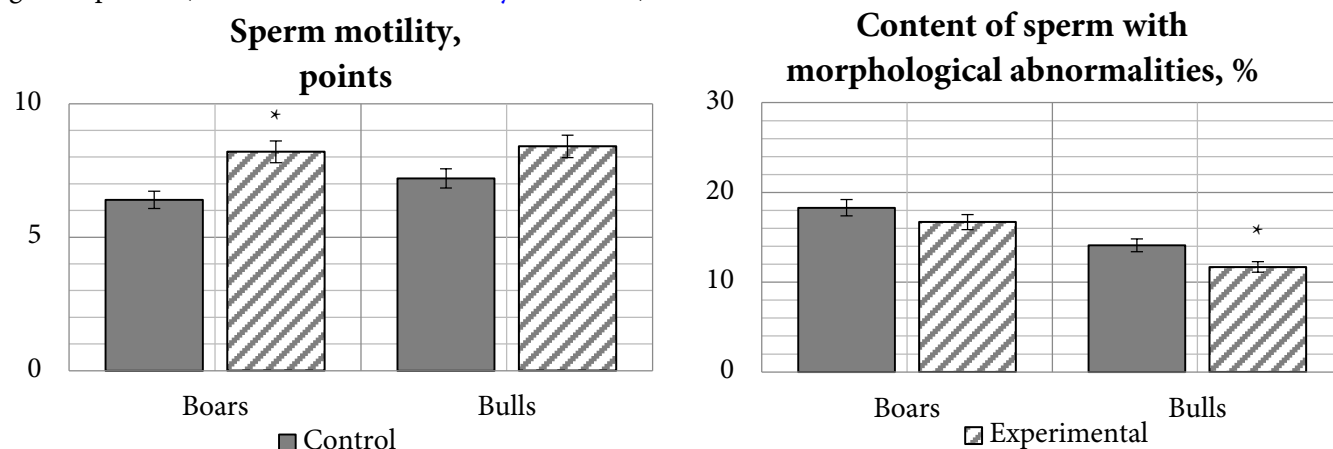 Sperm motility,
points
10
5
0
*
Boars
Bulls
Control
Content of sperm with
morphological abnormalities, %
30
20
10
0
*
Boars
Bulls
Experimental